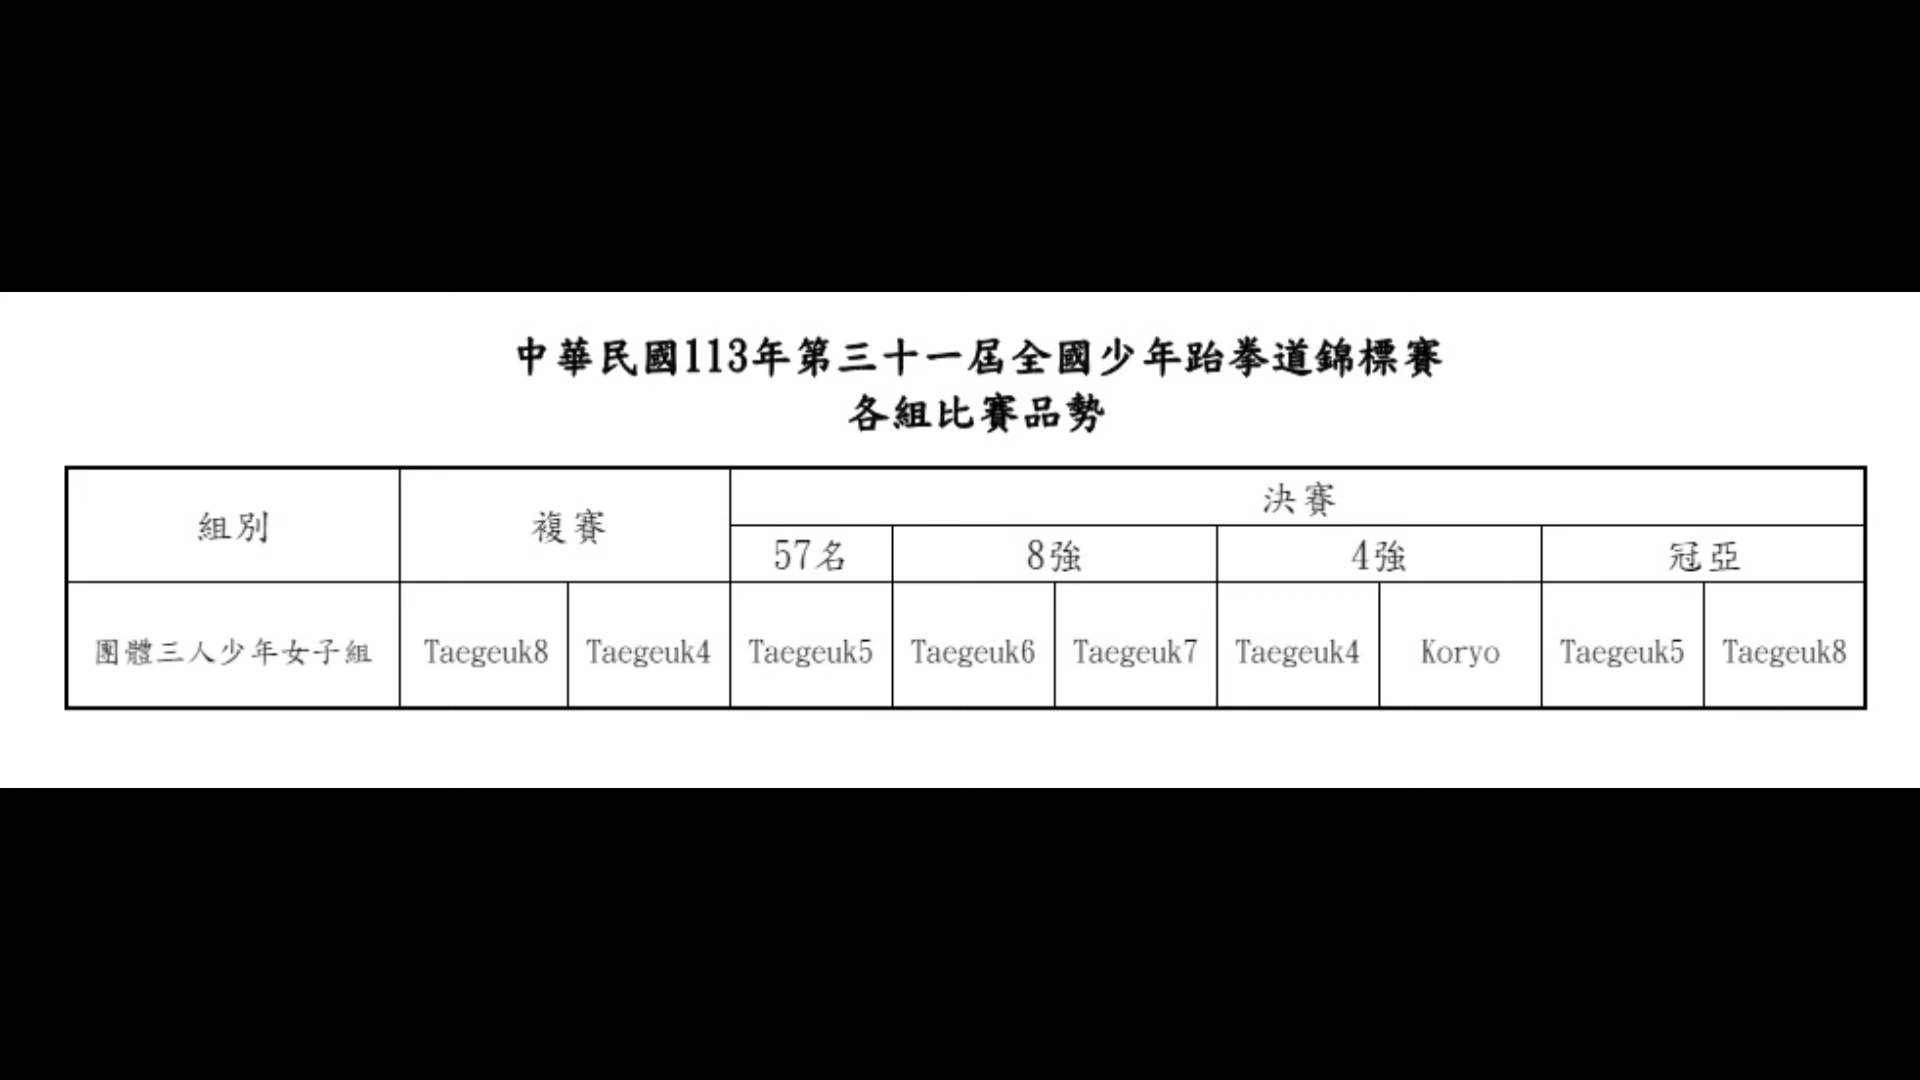 中華民國113年第三十一屆全國少年跆拳道錦標賽
各組比賽品勢
組別 複賽 決賽
57名 8強 4強 冠亞
團體三人少年女子組 Taegeuk8 Taegeuk4 Taegeuk5 Taegeuk6 Taegeuk7 Taegeuk4 Koryo Taegeuk5 Taegeuk8